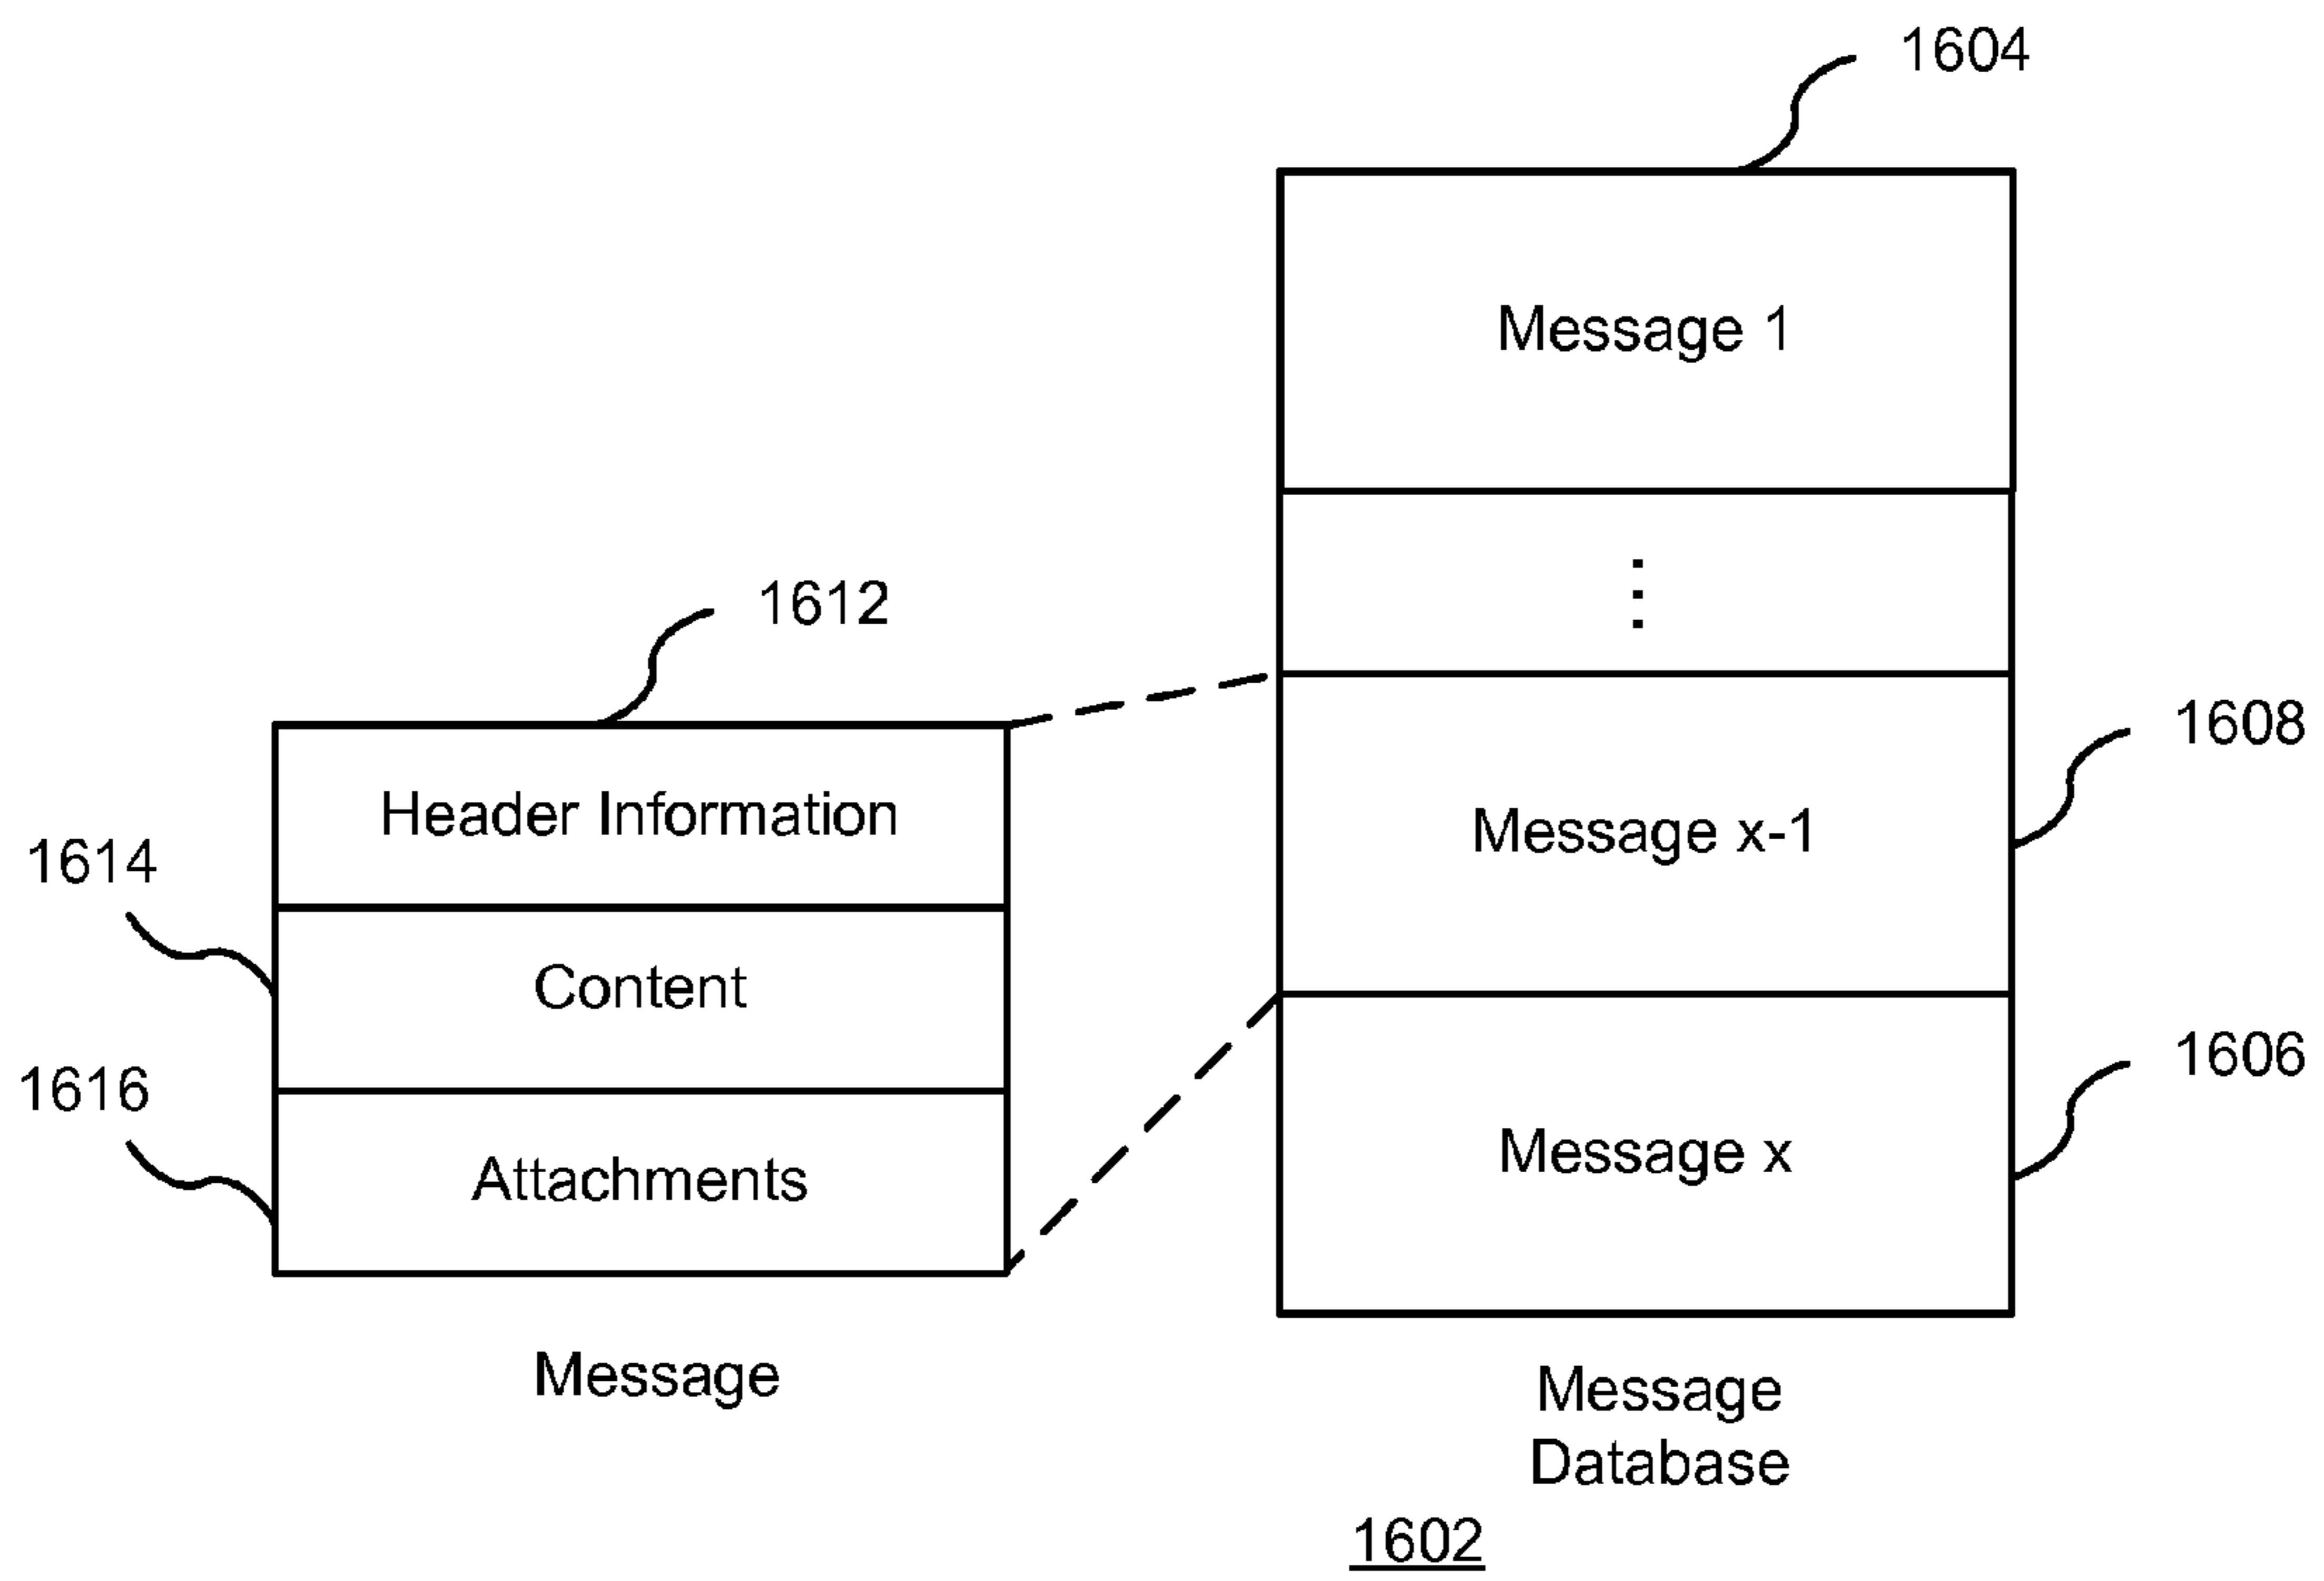 1604
Message 1
⋮
1612
1608
Header Information
Message x-1
1614
Content
1606
1616
Message x
Attachments
Message
Message
Database
1602